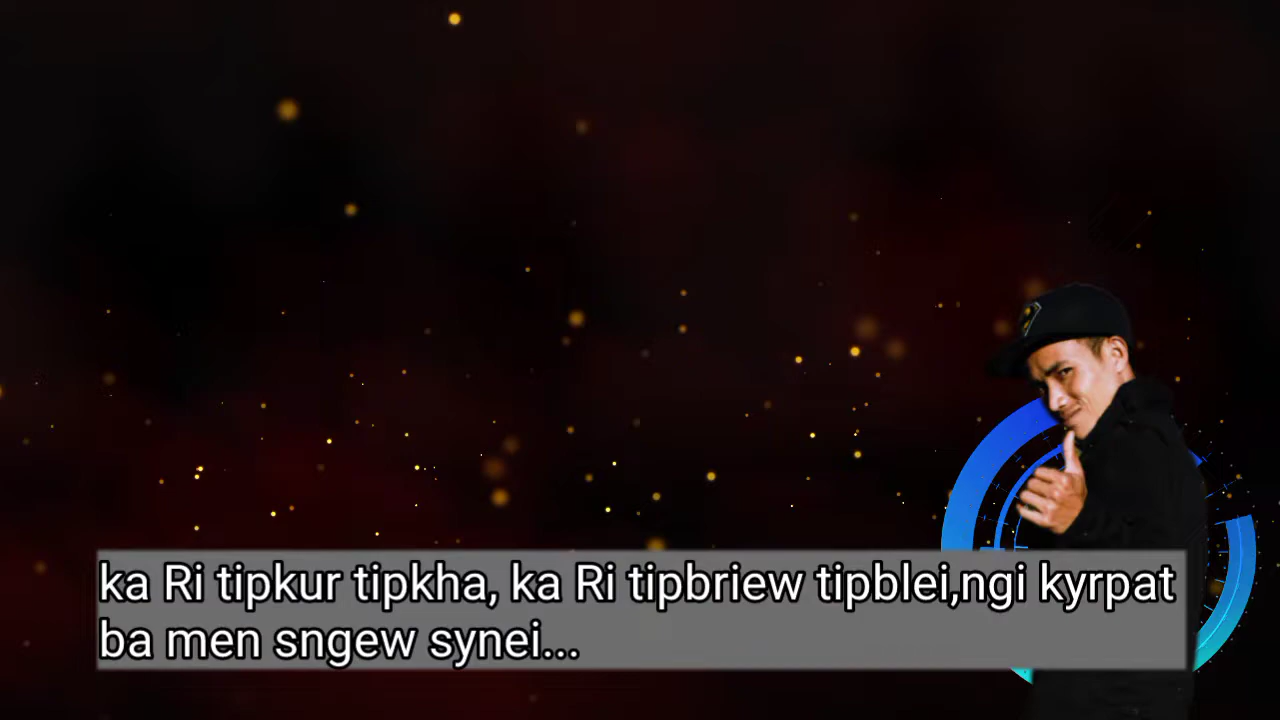 ka Ri tipkur tipkha, ka Ri tipbriew tipblei,ngi kyrpat
ba men sngew synei...